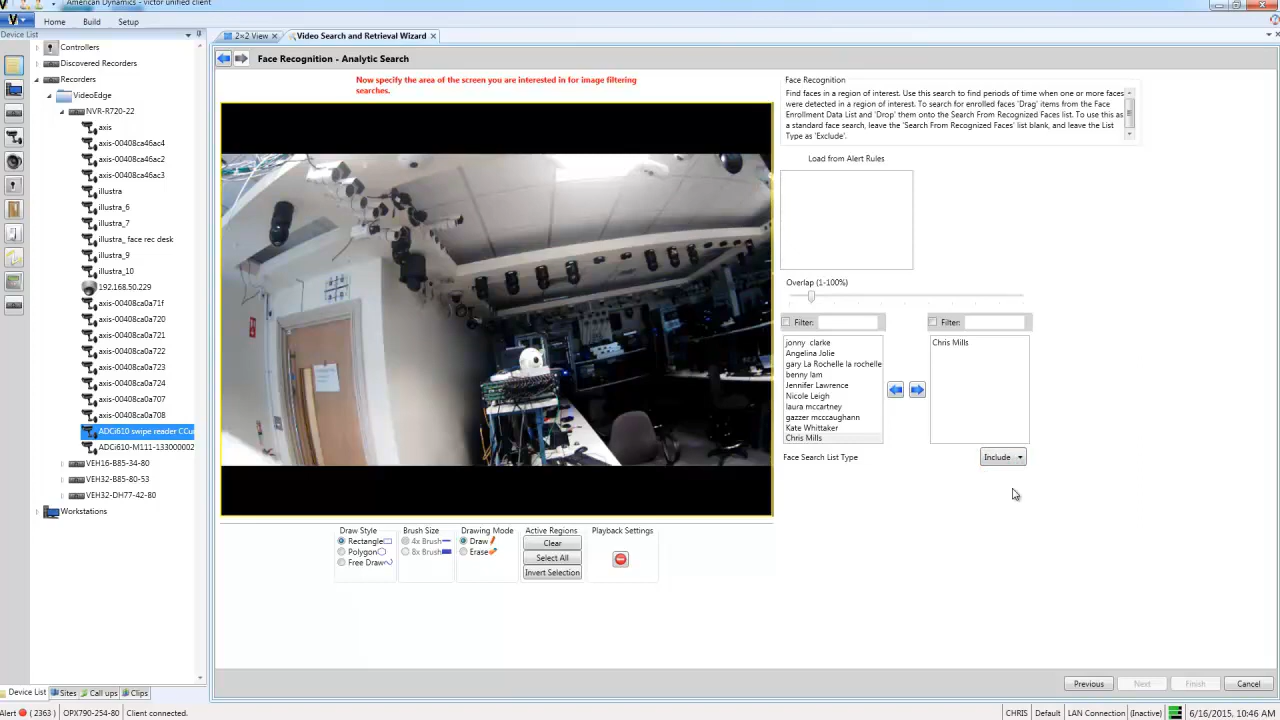 American Dynamics - victor unified client
Home
Build
Setup
Device List
2×2 View
Video Search and Retrieval Wizard
Controllers
Discovered Recorders
Recorders
VideoEdge
NVR-R720-22
axis
axis-00408ca46ac4
axis-00408ca46ac2
axis-00408ca46ac3
illustra
illustra_6
illustra_7
illustra_ face rec desk
illustra_9
illustra_10
192.168.50.229
axis-00408ca0a71f
axis-00408ca0a720
axis-00408ca0a721
axis-00408ca0a722
axis-00408ca0a723
axis-00408ca0a724
axis-00408ca0a707
axis-00408ca0a708
ADCi610 swipe reader CCu
ADCi610-M111-133000002
VEH16-B85-34-80
VEH32-B85-80-53
VEH32-DH77-42-80
Workstations
Face Recognition - Analytic Search
Now specify the area of the screen you are interested in for image filtering
searches.
Face Recognition
Find faces in a region of interest. Use this search to find periods of time when one or more faces
were detected in a region of interest. To search for enrolled faces 'Drag' items from the Face
Enrollment Data List and 'Drop' them onto the Search From Recognized Faces list. To use this as
a standard face search, leave the 'Search From Recognized Faces' list blank, and leave the List
Type as 'Exclude'.
Load from Alert Rules
Overlap (1-100%)
Filter:
Filter:
jonny clarke
Angelina Jolie
gary La Rochelle la rochelle
benny lam
Jennifer Lawrence
Nicole Leigh
laura mccartney
gazzer mcccaughann
Kate Whittaker
Chris Mills
Chris Mills
Face Search List Type
Include
Draw Style
Rectangle
Polygon
Free Draw
Brush Size
4x Brush
8x Brush
Drawing Mode
Draw
Erase
Active Regions
Clear
Select All
Invert Selection
Playback Settings
Previous
Next
Finish
Cancel
Device List
Sites
Call ups
Clips
Alert
( 2363 )
OPX790-254-80
Client connected.
CHRIS
Default
LAN Connection
(Inactive)
6/16/2015, 10:46 AM